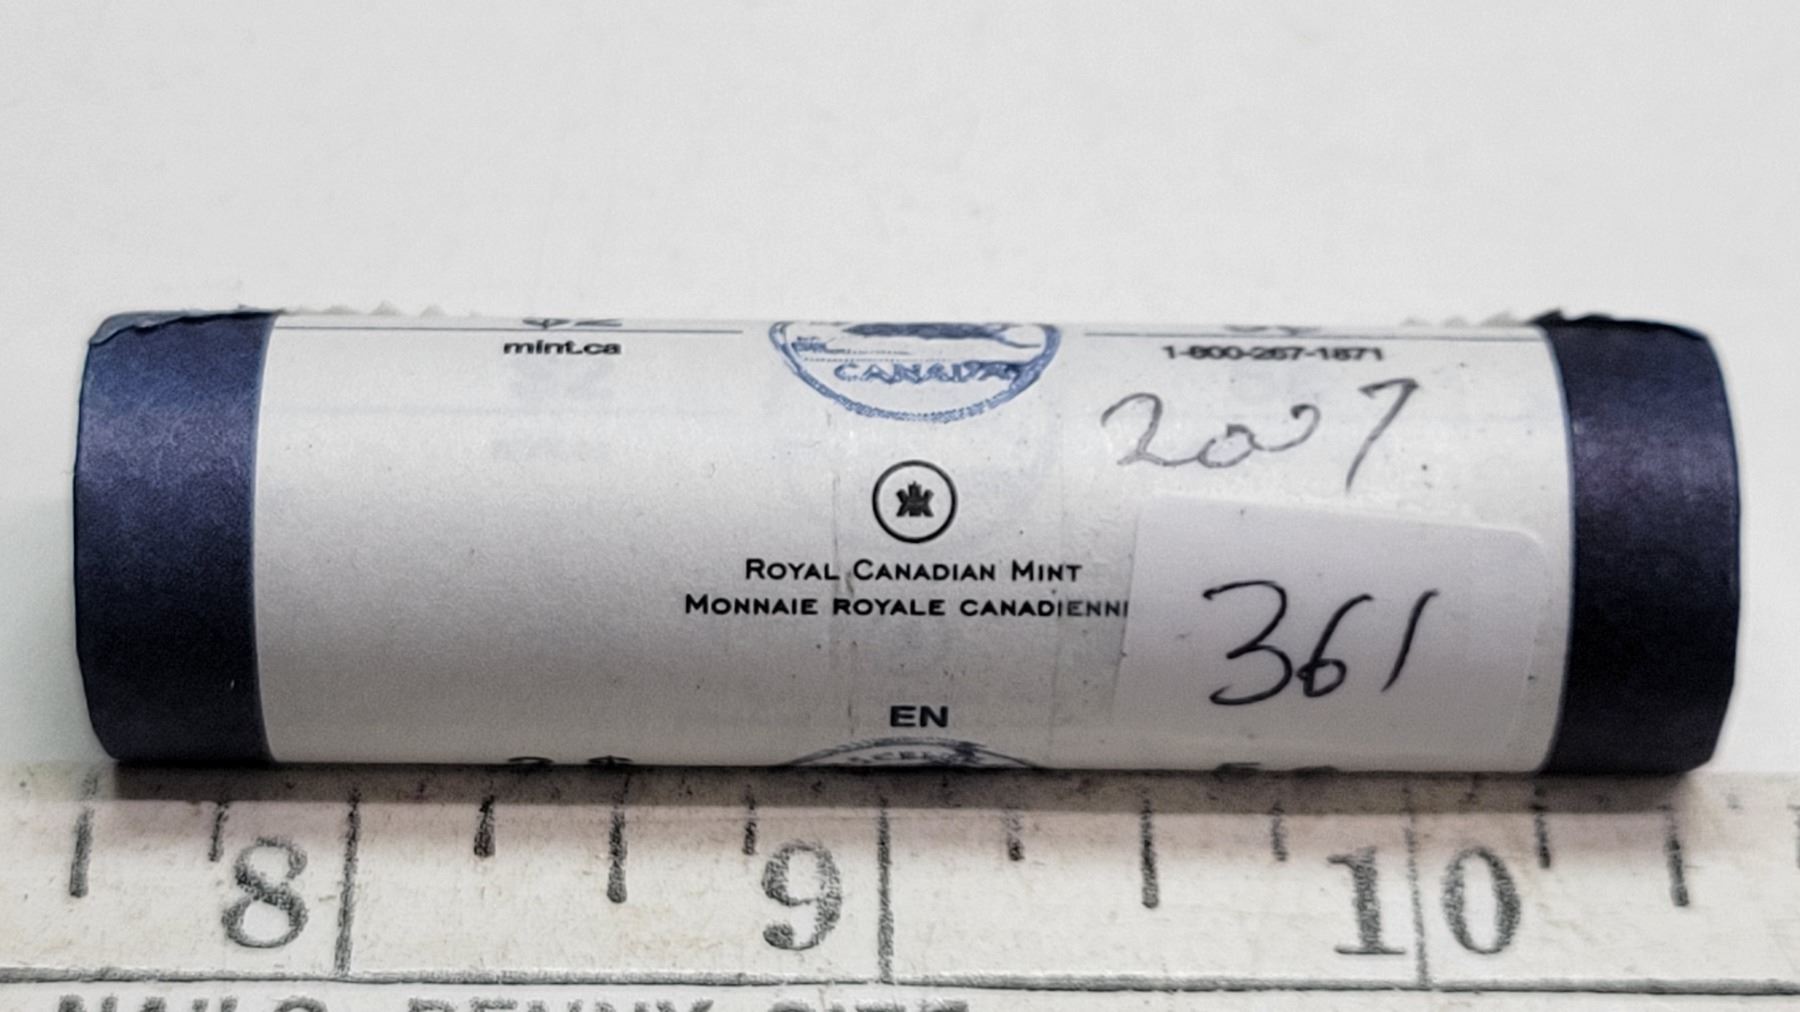 mint.ca
1-800-267-1871
CANADA
2007
ROYAL CANADIAN MINT
MONNAIE ROYALE CANADIENN
361
EN
8 9 10